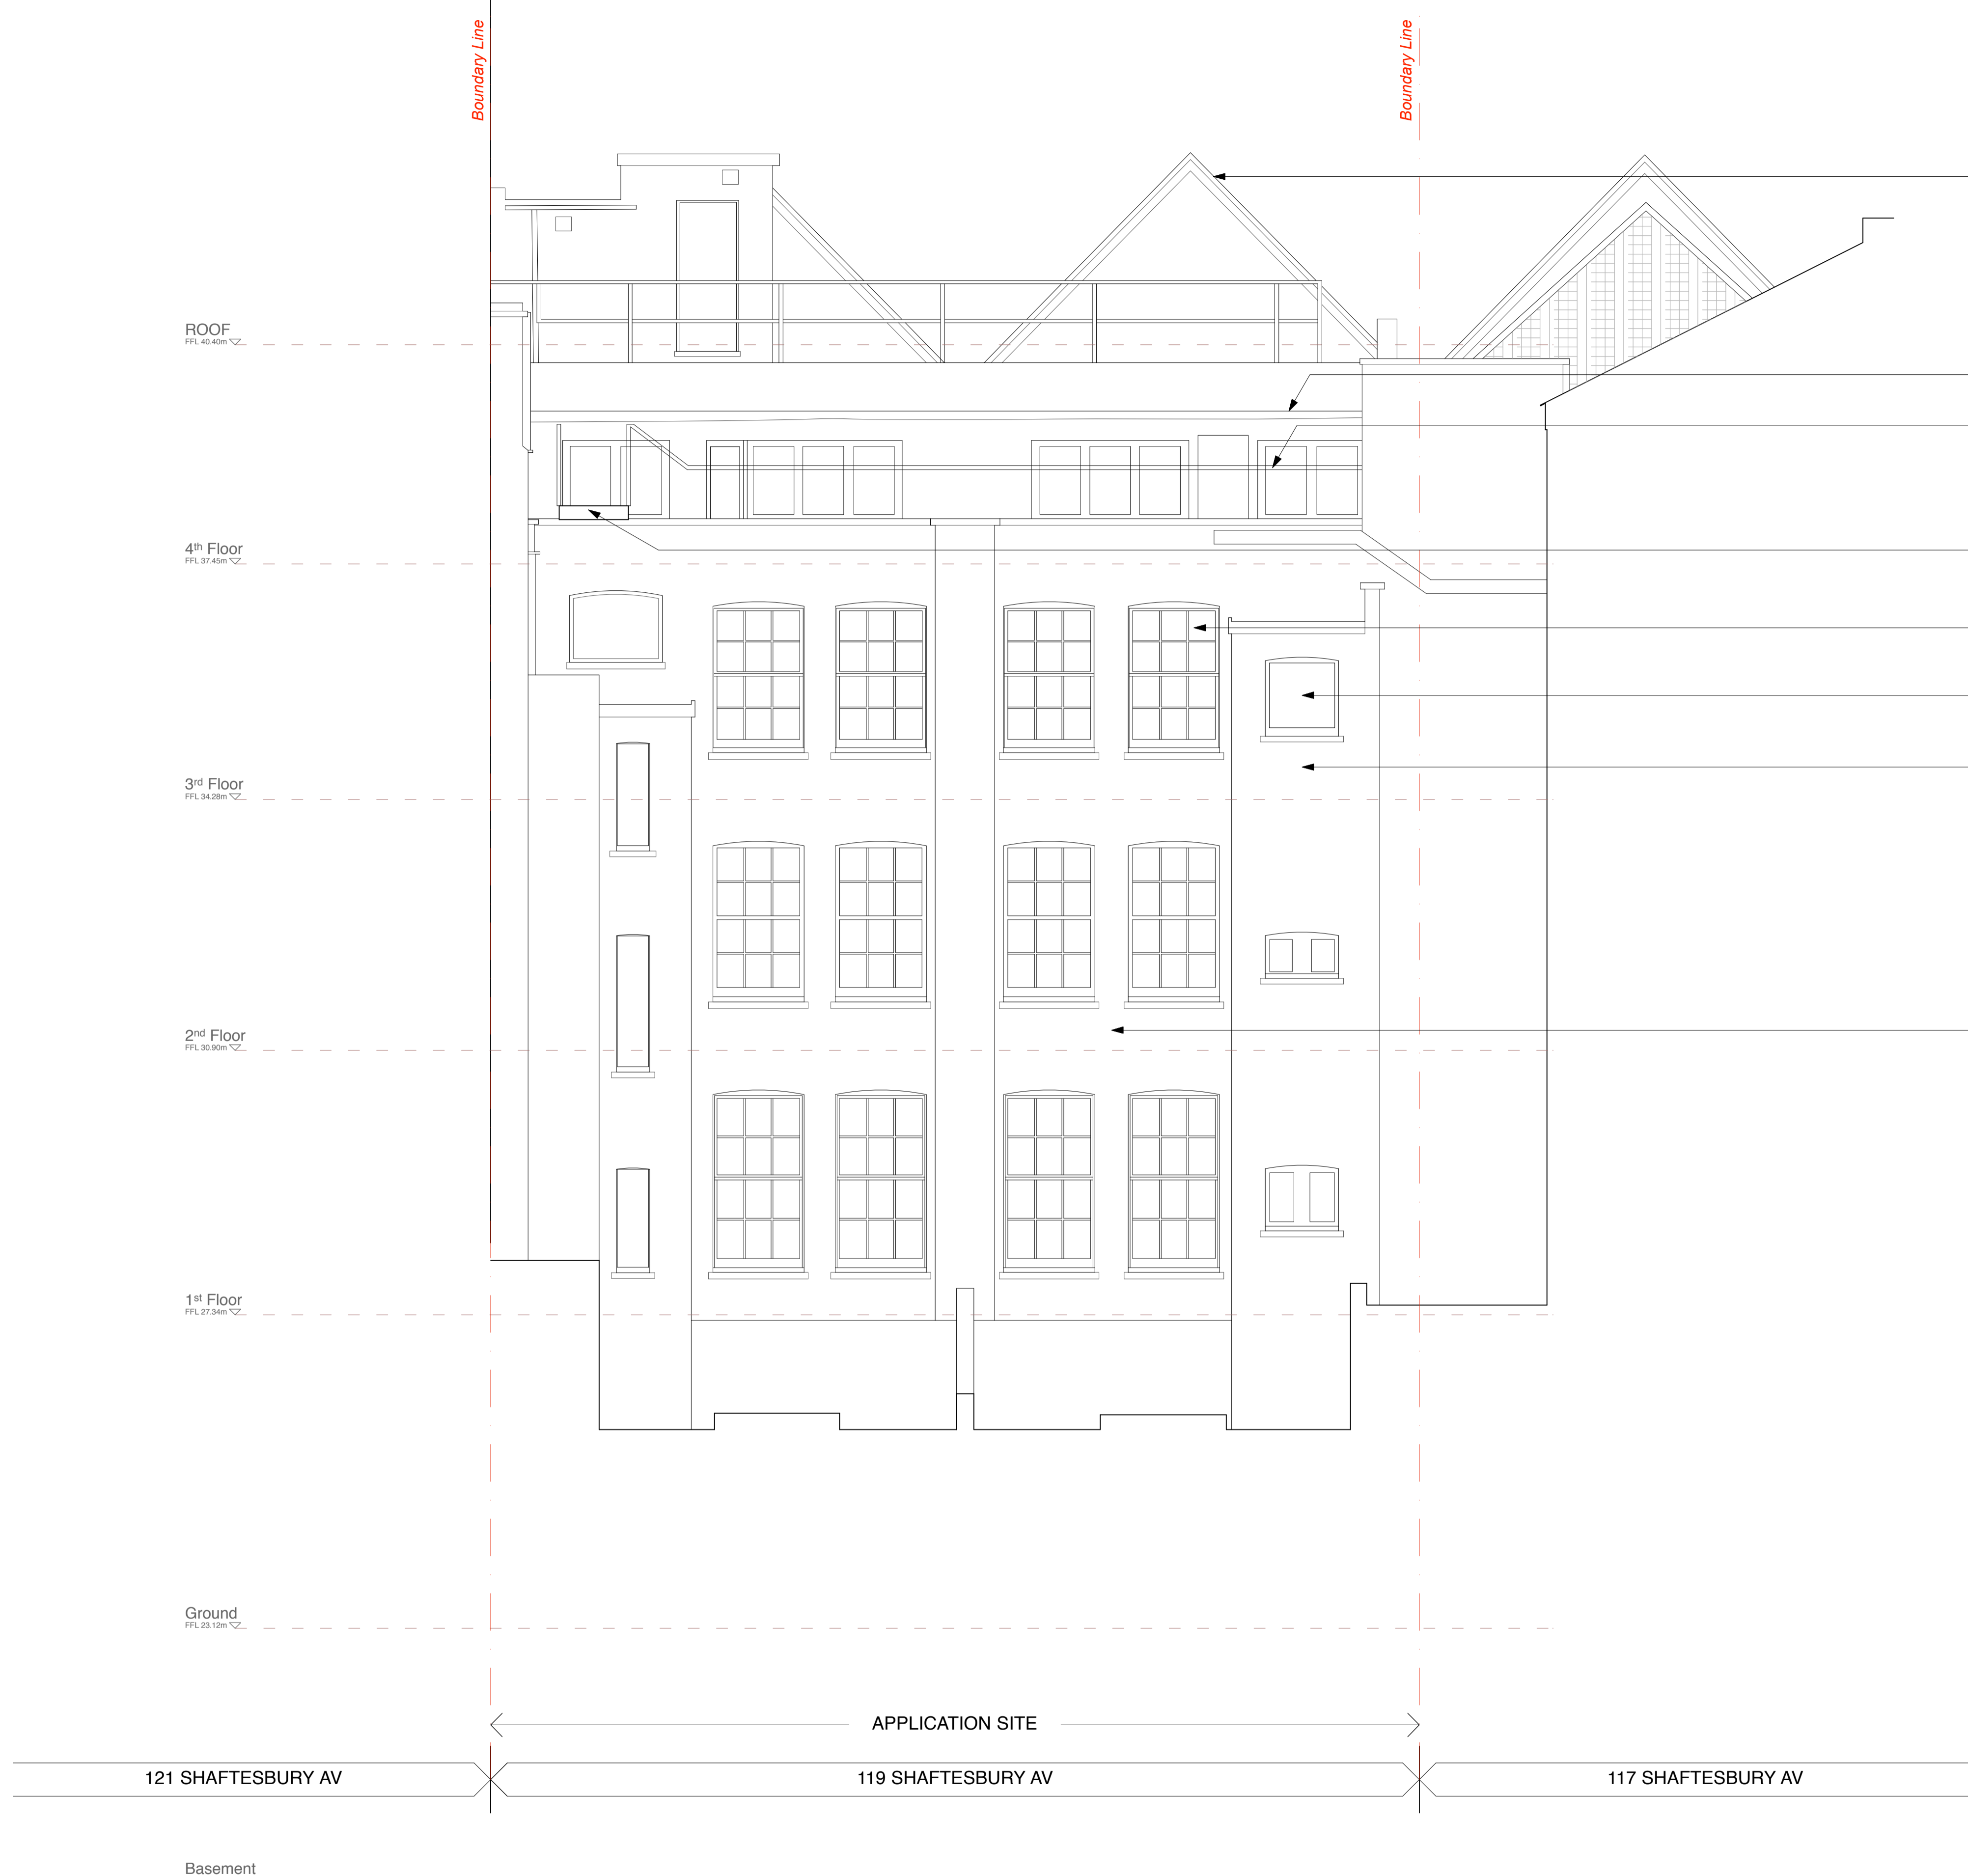 Boundary Line
Boundary Line
ROOF
FFL 40.40m
4th Floor
FFL 37.45m
3rd Floor
FFL 34.28m
2nd Floor
FFL 30.90m
1st Floor
FFL 27.34m
Ground
FFL 23.12m
APPLICATION SITE
121 SHAFTESBURY AV
119 SHAFTESBURY AV
117 SHAFTESBURY AV
Basement